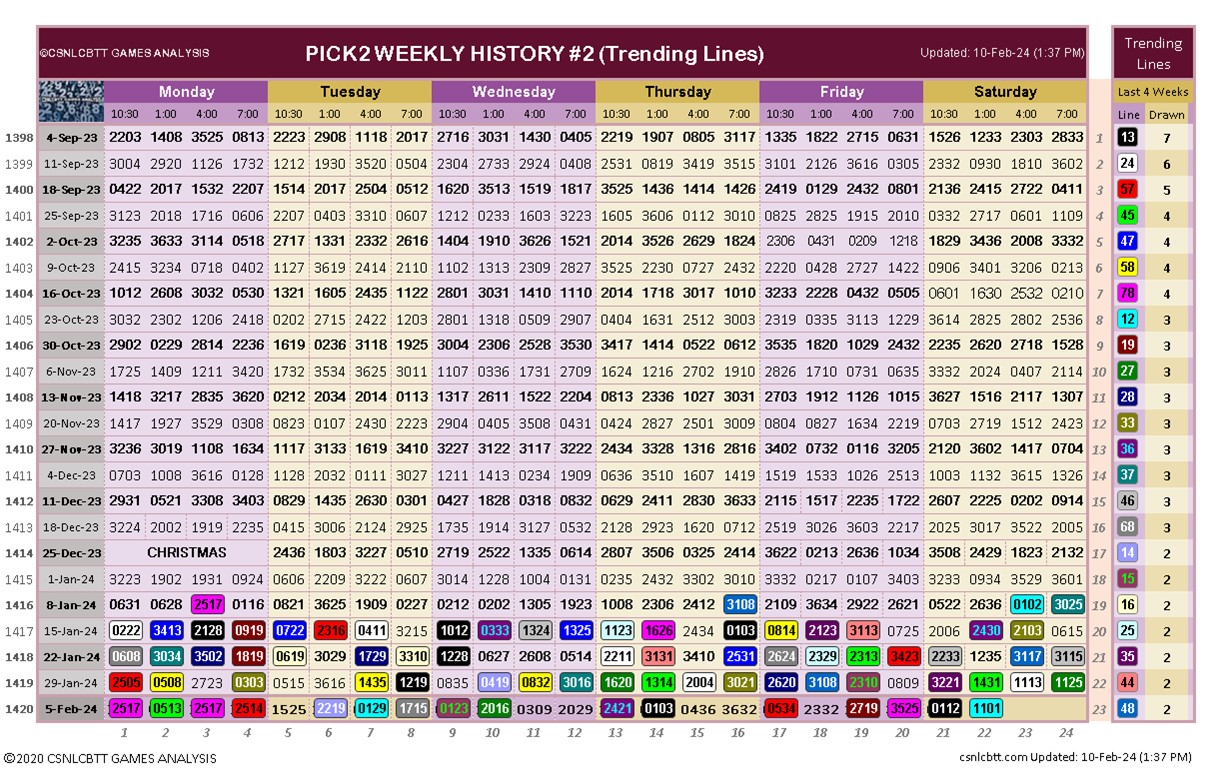 ©CSNLCBTT GAMES ANALYSIS PICK2 WEEKLY HISTORY #2 (Trending Lines) Updated: 10-Feb-24 (1:37 PM) Trending Lines
Monday Tuesday Wednesday Thursday Friday Saturday Last 4 Weeks
10:30 1:00 4:00 7:00 10:30 1:00 4:00 7:00 10:30 1:00 4:00 7:00 10:30 1:00 4:00 7:00 10:30 1:00 4:00 7:00 10:30 1:00 4:00 7:00 Line Drawn
1398 4-Sep-23 2203 1408 3525 0813 2223 2908 1118 2017 2716 3031 1430 0405 2219 1907 0805 3117 1335 1822 2715 0631 1526 1233 2303 2833 1 13 7
1399 11-Sep-23 3004 2920 1126 1732 1212 1930 3520 0504 2304 2733 2924 0408 2531 0819 3419 3515 3101 2126 3616 0305 2332 0930 1810 3602 2 24 6
1400 18-Sep-23 0422 2017 1532 2207 1514 2017 2504 0512 1620 3513 1519 1817 3525 1436 1414 1426 2419 0129 2432 0801 2136 2415 2722 0411 3 57 5
1401 25-Sep-23 3123 2018 1716 0606 2207 0403 3310 0607 1212 0233 1603 3223 1605 3606 0112 3010 0825 2825 1915 2010 0332 2717 0601 1109 4 45 4
1402 2-Oct-23 3235 3633 3114 0518 2717 1331 2332 2616 1404 1910 3626 1521 2014 3526 2629 1824 2306 0431 0209 1218 1829 3436 2008 3332 5 47 4
1403 9-Oct-23 2415 3234 0718 0402 1127 3619 2414 2110 1102 1313 2309 2827 3525 2230 0727 2432 2220 0428 2727 1422 0906 3401 3206 0213 6 58 4
1404 16-Oct-23 1012 2608 3032 0530 1321 1605 2435 1122 2801 3031 1410 1110 2014 1718 3017 1010 3233 2228 0432 0505 0601 1630 2532 0210 7 78 4
1405 23-Oct-23 3032 2302 1206 2418 0202 2715 2422 1203 2801 1318 0509 2907 0404 1631 2512 3003 2319 0335 3113 1229 3614 2825 2802 2536 8 12 3
1406 30-Oct-23 2902 0229 2814 2236 1619 0236 3118 1925 3004 2306 2528 3530 3417 1414 0522 0612 3535 1820 1029 2432 2235 2620 2718 1528 9 19 3
1407 6-Nov-23 1725 1409 1211 3420 1732 3534 3625 3011 1107 0336 1731 2709 1624 1216 2702 1910 2826 1710 0731 0635 3332 2024 0407 2114 10 27 3
1408 13-Nov-23 1418 3217 2835 3620 0212 2034 2014 0113 1317 2611 1522 2204 0813 2336 1027 3031 2703 1912 1126 1015 3627 1516 2117 1307 11 28 3
1409 20-Nov-23 1417 1927 3529 0308 0823 0107 2430 2223 2904 0405 3508 0431 0424 2827 2501 3009 0804 0827 1634 2219 0703 2719 1512 2423 12 33 3
1410 27-Nov-23 3236 3019 1108 1634 1117 3133 1619 3413 3227 3122 3117 3222 2434 3328 1316 2816 3402 0732 0116 3205 2120 3602 1417 0704 13 36 3
1411 4-Dec-23 0703 1008 3616 0128 1128 2032 0111 3027 1211 1413 0234 1909 0636 3510 1607 1419 1519 1533 1026 2513 1003 1132 3615 1326 14 37 3
1412 11-Dec-23 2931 0521 3308 3403 0829 1435 2630 0301 0427 1828 0318 0832 0629 2411 2830 3633 2115 1517 2235 1722 2607 2225 0202 0914 15 46 3
1413 18-Dec-23 3224 2002 1919 2235 0415 3006 2124 2925 1735 1914 3127 0532 2128 2923 1620 0712 2519 3026 3603 2217 2025 3017 3522 2005 16 68 3
1414 25-Dec-23 CHRISTMAS 2436 1803 3227 0510 2719 2522 1335 0614 2807 3506 0325 2414 3622 0213 2636 1034 3508 2429 1823 2132 17 14 2
1415 1-Jan-24 3223 1902 1931 0924 0606 2209 3222 0607 3014 1228 1004 0131 0235 2432 3302 3010 3332 0217 0107 3403 3233 0934 3529 3601 18 15 2
1416 8-Jan-24 0631 0628 2517 0116 0821 3625 1909 0227 0212 0202 1305 1923 1008 2306 2412 3108 2109 3634 2922 2621 0522 2636 0102 3025 19 16 2
1417 15-Jan-24 0222 3413 2128 0919 0722 2316 0411 3215 1012 0333 1324 1325 1123 1626 2434 0103 0814 2123 3113 0725 2006 2430 2103 0615 20 25 2
1418 22-Jan-24 0608 3034 3502 1819 0619 3029 1729 3310 1228 0627 2608 0514 2211 3131 3410 2531 2624 2329 2313 3423 2233 1235 3117 3115 21 35 2
1419 29-Jan-24 2505 0508 2723 0303 0515 3616 1435 1219 0835 0419 0832 3016 1620 1314 2004 3021 2620 3108 2310 0809 3221 1431 1113 1125 22 44 2
1420 5-Feb-24 2517 0513 2517 2514 1525 2219 0129 1715 0123 2016 0309 2029 2421 0103 0436 3632 0534 2332 2719 3525 0112 1101 23 48 2
1 2 3 4 5 6 7 8 9 10 11 12 13 14 15 16 17 18 19 20 21 22 23 24
©2020 CSNLCBTT GAMES ANALYSIS csnlcbtt.com Updated: 10-Feb-24 (1:37 PM)